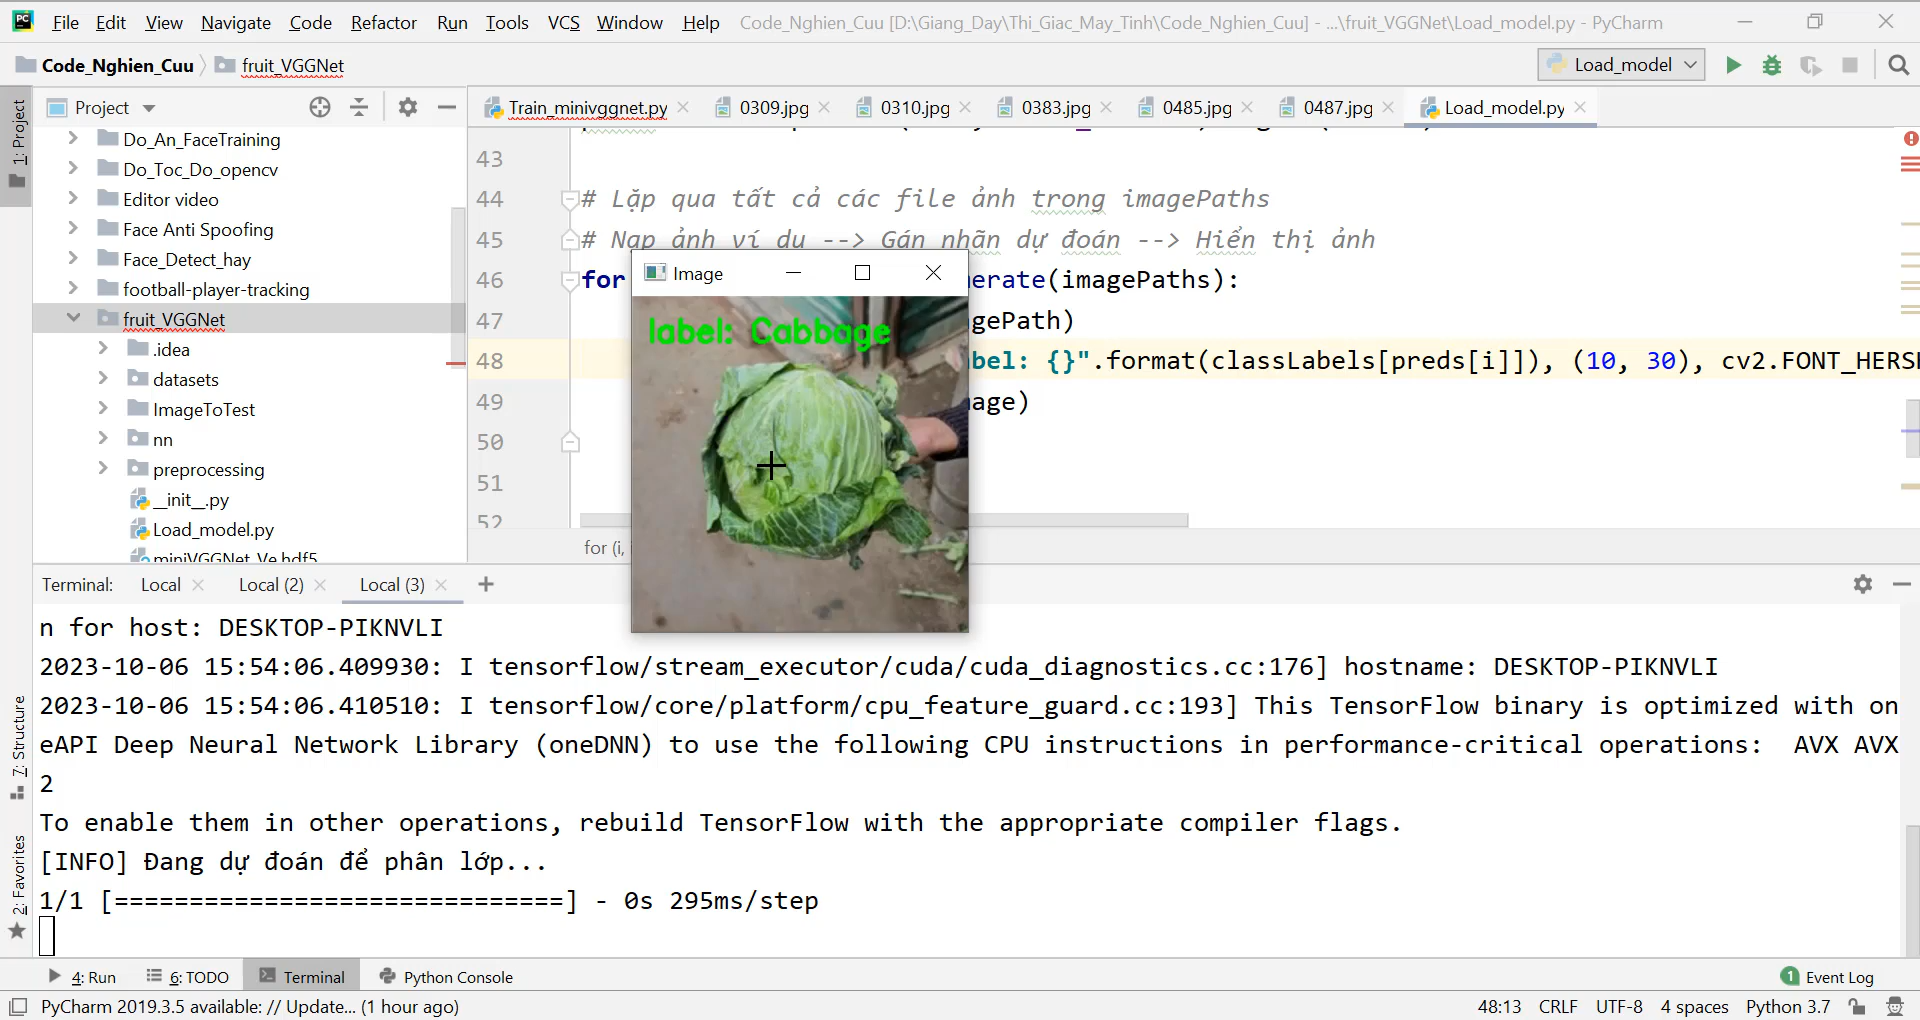 File Edit View Navigate Code Refactor Run Tools VCS Window Help Code_Nghien_Cuu [D:\Giang_Day\Thi_Giac_May_Tinh\Code_Nghien_Cuu] - ...\fruit_VGGNet\Load_model.py - PyCharm
Code_Nghien_Cuu fruit_VGGNet Load_model
1: Project
Project
Train_minivggnet.py 0309.jpg 0310.jpg 0383.jpg 0485.jpg 0487.jpg Load_model.py
Do_An_FaceTraining
Do_Toc_Do_opencv
Editor video
Face Anti Spoofing
Face_Detect_hay
football-player-tracking
fruit_VGGNet
.idea
datasets
ImageToTest
nn
preprocessing
__init__.py
Load_model.py
miniVGGNet_Ve.hdf5
43
44 # Lặp qua tất cả các file ảnh trong imagePaths
45 # Nạp ảnh ví dụ --> Gán nhãn dự đoán --> Hiển thị ảnh
46 for erate(imagePaths):
47 gePath)
48 bel: {}".format(classLabels[preds[i]]), (10, 30), cv2.FONT_HERSH
49 age)
50
51
52
for (i,
Image
label: Cabbage
Terminal: Local Local (2) Local (3)
n for host: DESKTOP-PIKNVLI
2023-10-06 15:54:06.409930: I tensorflow/stream_executor/cuda/cuda_diagnostics.cc:176] hostname: DESKTOP-PIKNVLI
2023-10-06 15:54:06.410510: I tensorflow/core/platform/cpu_feature_guard.cc:193] This TensorFlow binary is optimized with on
eAPI Deep Neural Network Library (oneDNN) to use the following CPU instructions in performance-critical operations:  AVX AVX
2
To enable them in other operations, rebuild TensorFlow with the appropriate compiler flags.
[INFO] Đang dự đoán để phân lớp...
1/1 [==============================] - 0s 295ms/step
7: Structure
2: Favorites
4: Run 6: TODO Terminal Python Console 1 Event Log
PyCharm 2019.3.5 available: // Update... (1 hour ago) 48:13 CRLF UTF-8 4 spaces Python 3.7